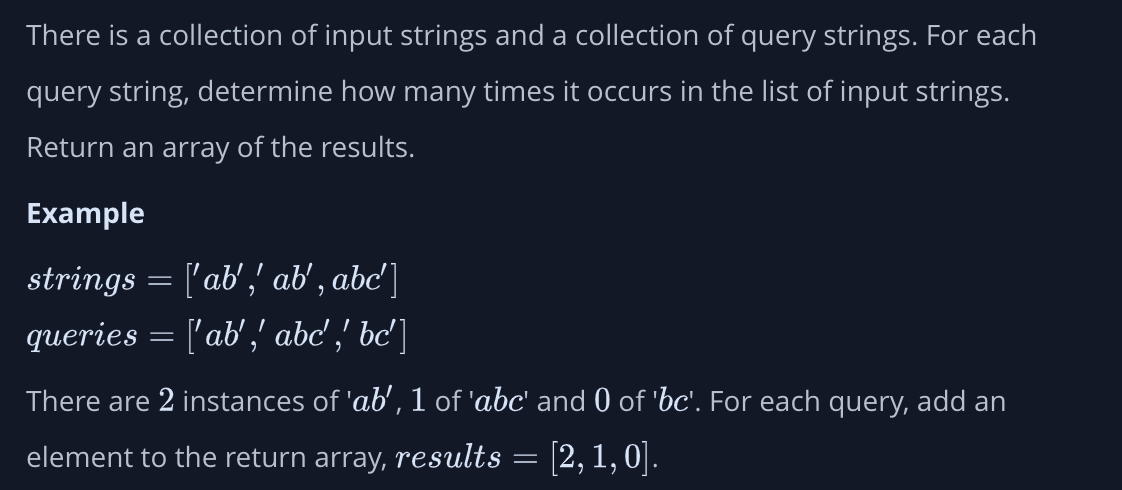 There is a collection of input strings and a collection of query strings. For each
query string, determine how many times it occurs in the list of input strings.
Return an array of the results.
Example
strings = ['ab',' ab', abc']
queries = ['ab',' abc',' bc']
There are 2 instances of 'ab', 1 of 'abc' and 0 of 'bc'. For each query, add an
element to the return array, results = [2, 1, 0].